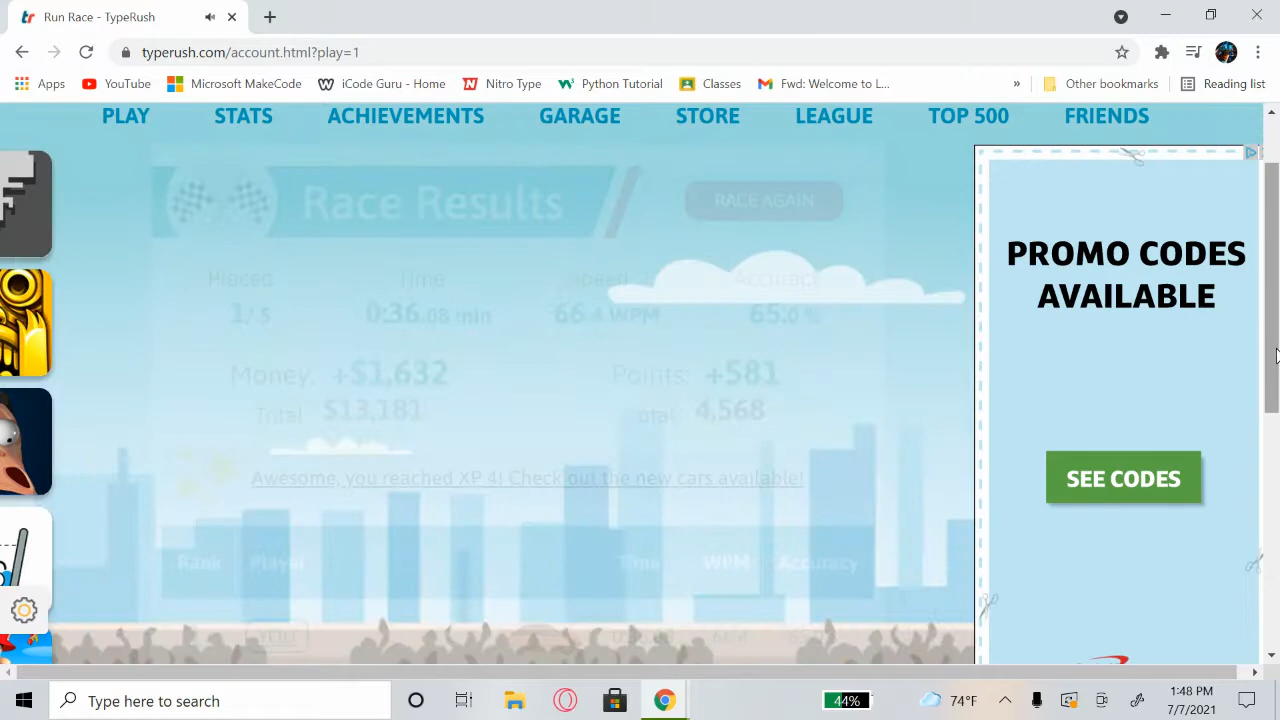 Run Race - TypeRush
typerush.com/account.html?play=1
Apps YouTube Microsoft MakeCode iCode Guru - Home Nitro Type Python Tutorial Classes Fwd: Welcome to L... » Other bookmarks Reading list
PLAY STATS ACHIEVEMENTS GARAGE STORE LEAGUE TOP 500 FRIENDS
Race Results RACE AGAIN
Placed Time Speed Accuracy
1/ 5 0:36.08 min 66.4 WPM 65.0 %
Money: +$1,632 Points: +581
Total $13,181 Total 4,568
Awesome, you reached XP 4! Check out the new cars available!
Rank Player Time WPM Accuracy
YOU
PROMO CODES
AVAILABLE
SEE CODES
Type here to search
44%
74°F
1:48 PM
7/7/2021